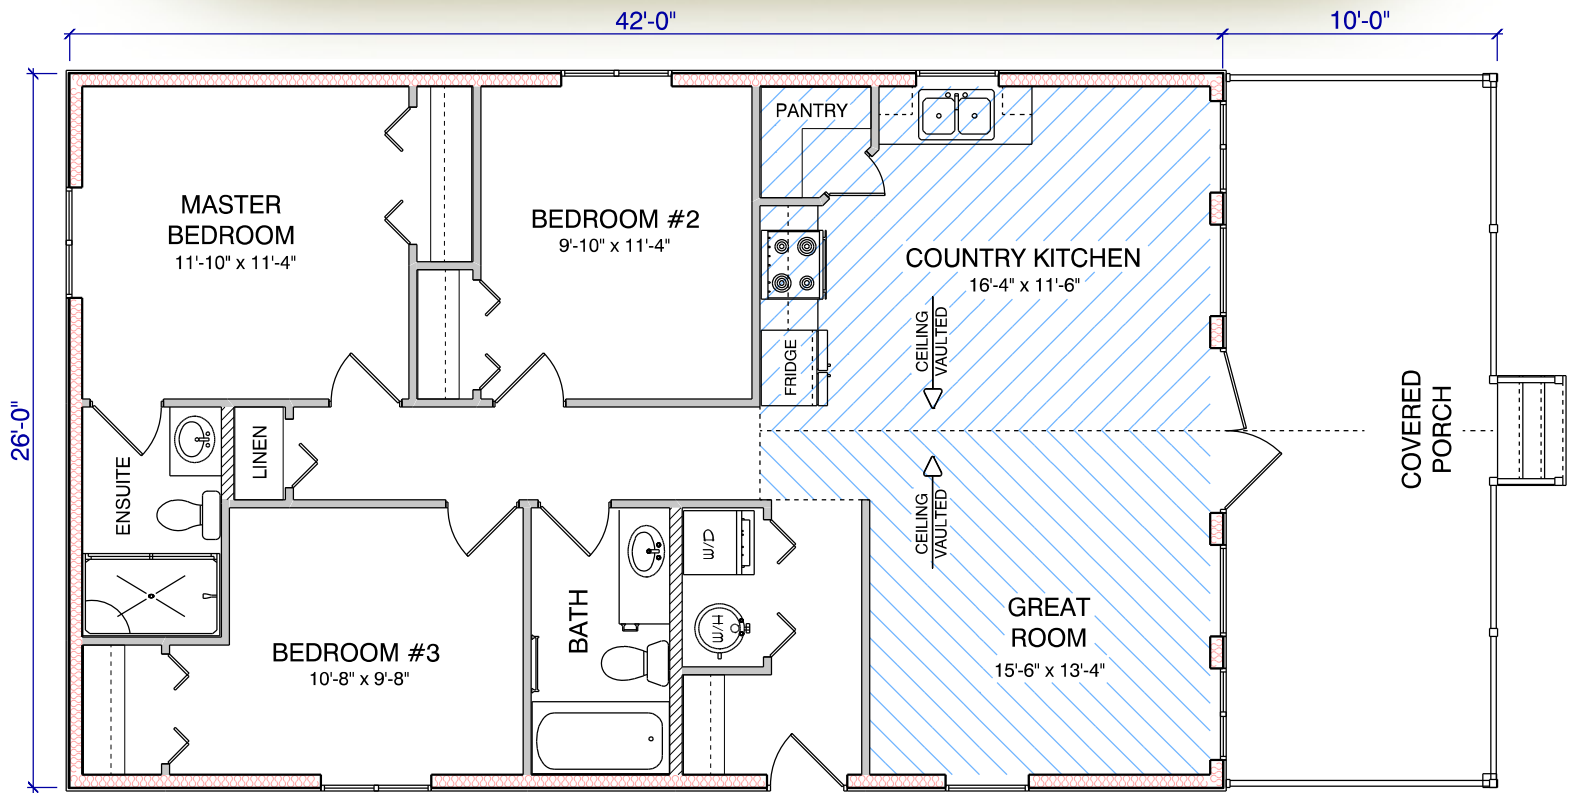 42'-0"
10'-0"
26'-0"
MASTER
BEDROOM
11'-10" x 11'-4"
BEDROOM #2
9'-10" x 11'-4"
PANTRY
COUNTRY KITCHEN
16'-4" x 11'-6"
FRIDGE
CEILING
VAULTED
COVERED
PORCH
ENSUITE
LINEN
CEILING
VAULTED
W/D
H/W
BATH
BEDROOM #3
10'-8" x 9'-8"
GREAT
ROOM
15'-6" x 13'-4"